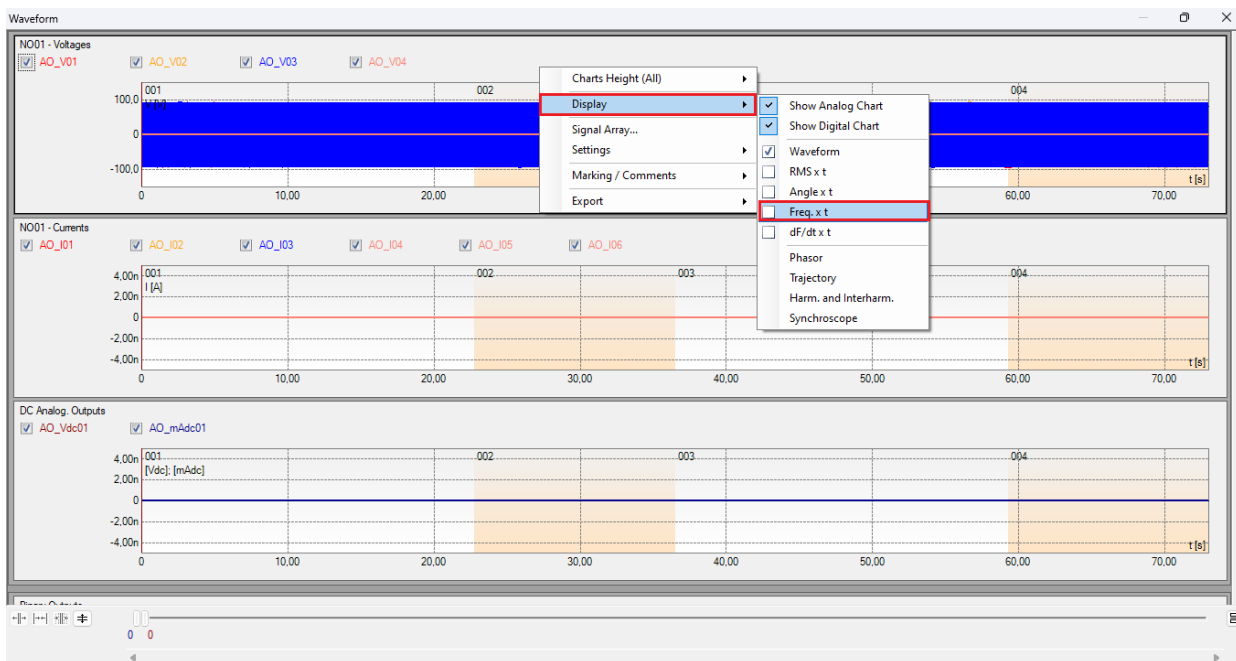 Waveform
NO01 - Voltages
AO_V01 AO_V02 AO_V03 AO_V04
Charts Height (All)
Display
Signal Array...
Settings
Marking / Comments
Export
Show Analog Chart
Show Digital Chart
Waveform
RMS x t
Angle x t
Freq. x t
dF/dt x t
Phasor
Trajectory
Harm. and Interharm.
Synchroscope
001 002 004
100,0
0
-100,0
t [s]
0 10,00 20,00 60,00 70,00
NO01 - Currents
AO_I01 AO_I02 AO_I03 AO_I04 AO_I05 AO_I06
001 002 003 004
4,00n
I [A]
2,00n
0
-2,00n
-4,00n
t [s]
0 10,00 20,00 30,00 40,00 50,00 60,00 70,00
DC Analog. Outputs
AO_Vdc01 AO_mAdc01
001 002 003 004
4,00n
[Vdc]; [mAdc]
2,00n
0
-2,00n
-4,00n
t [s]
0 10,00 20,00 30,00 40,00 50,00 60,00 70,00
0 0